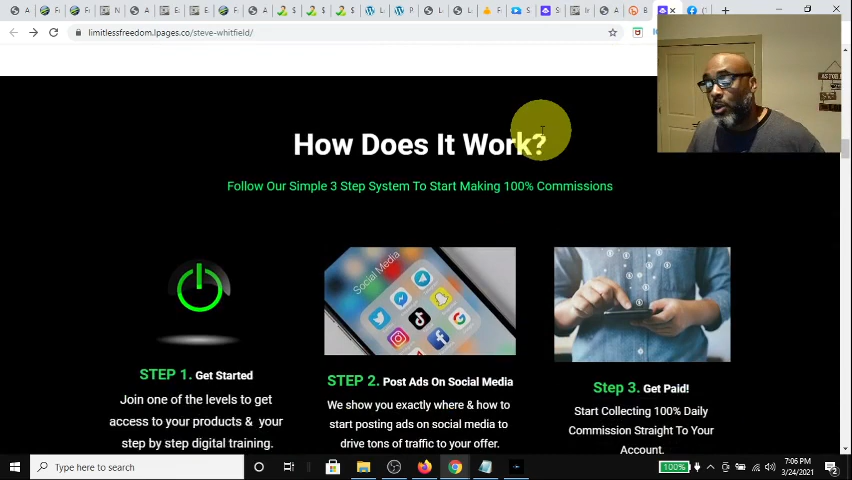 limitlessfreedom.lpages.co/steve-whitfield/
How Does It Work?
Follow Our Simple 3 Step System To Start Making 100% Commissions
Social Media
STEP 1. Get Started
Join one of the levels to get
access to your products & your
step by step digital training.
STEP 2. Post Ads On Social Media
We show you exactly where & how to
start posting ads on social media to
drive tons of traffic to your offer.
Step 3. Get Paid!
Start Collecting 100% Daily
Commission Straight To Your
Account.
Type here to search
100%
7:06 PM
3/24/2021